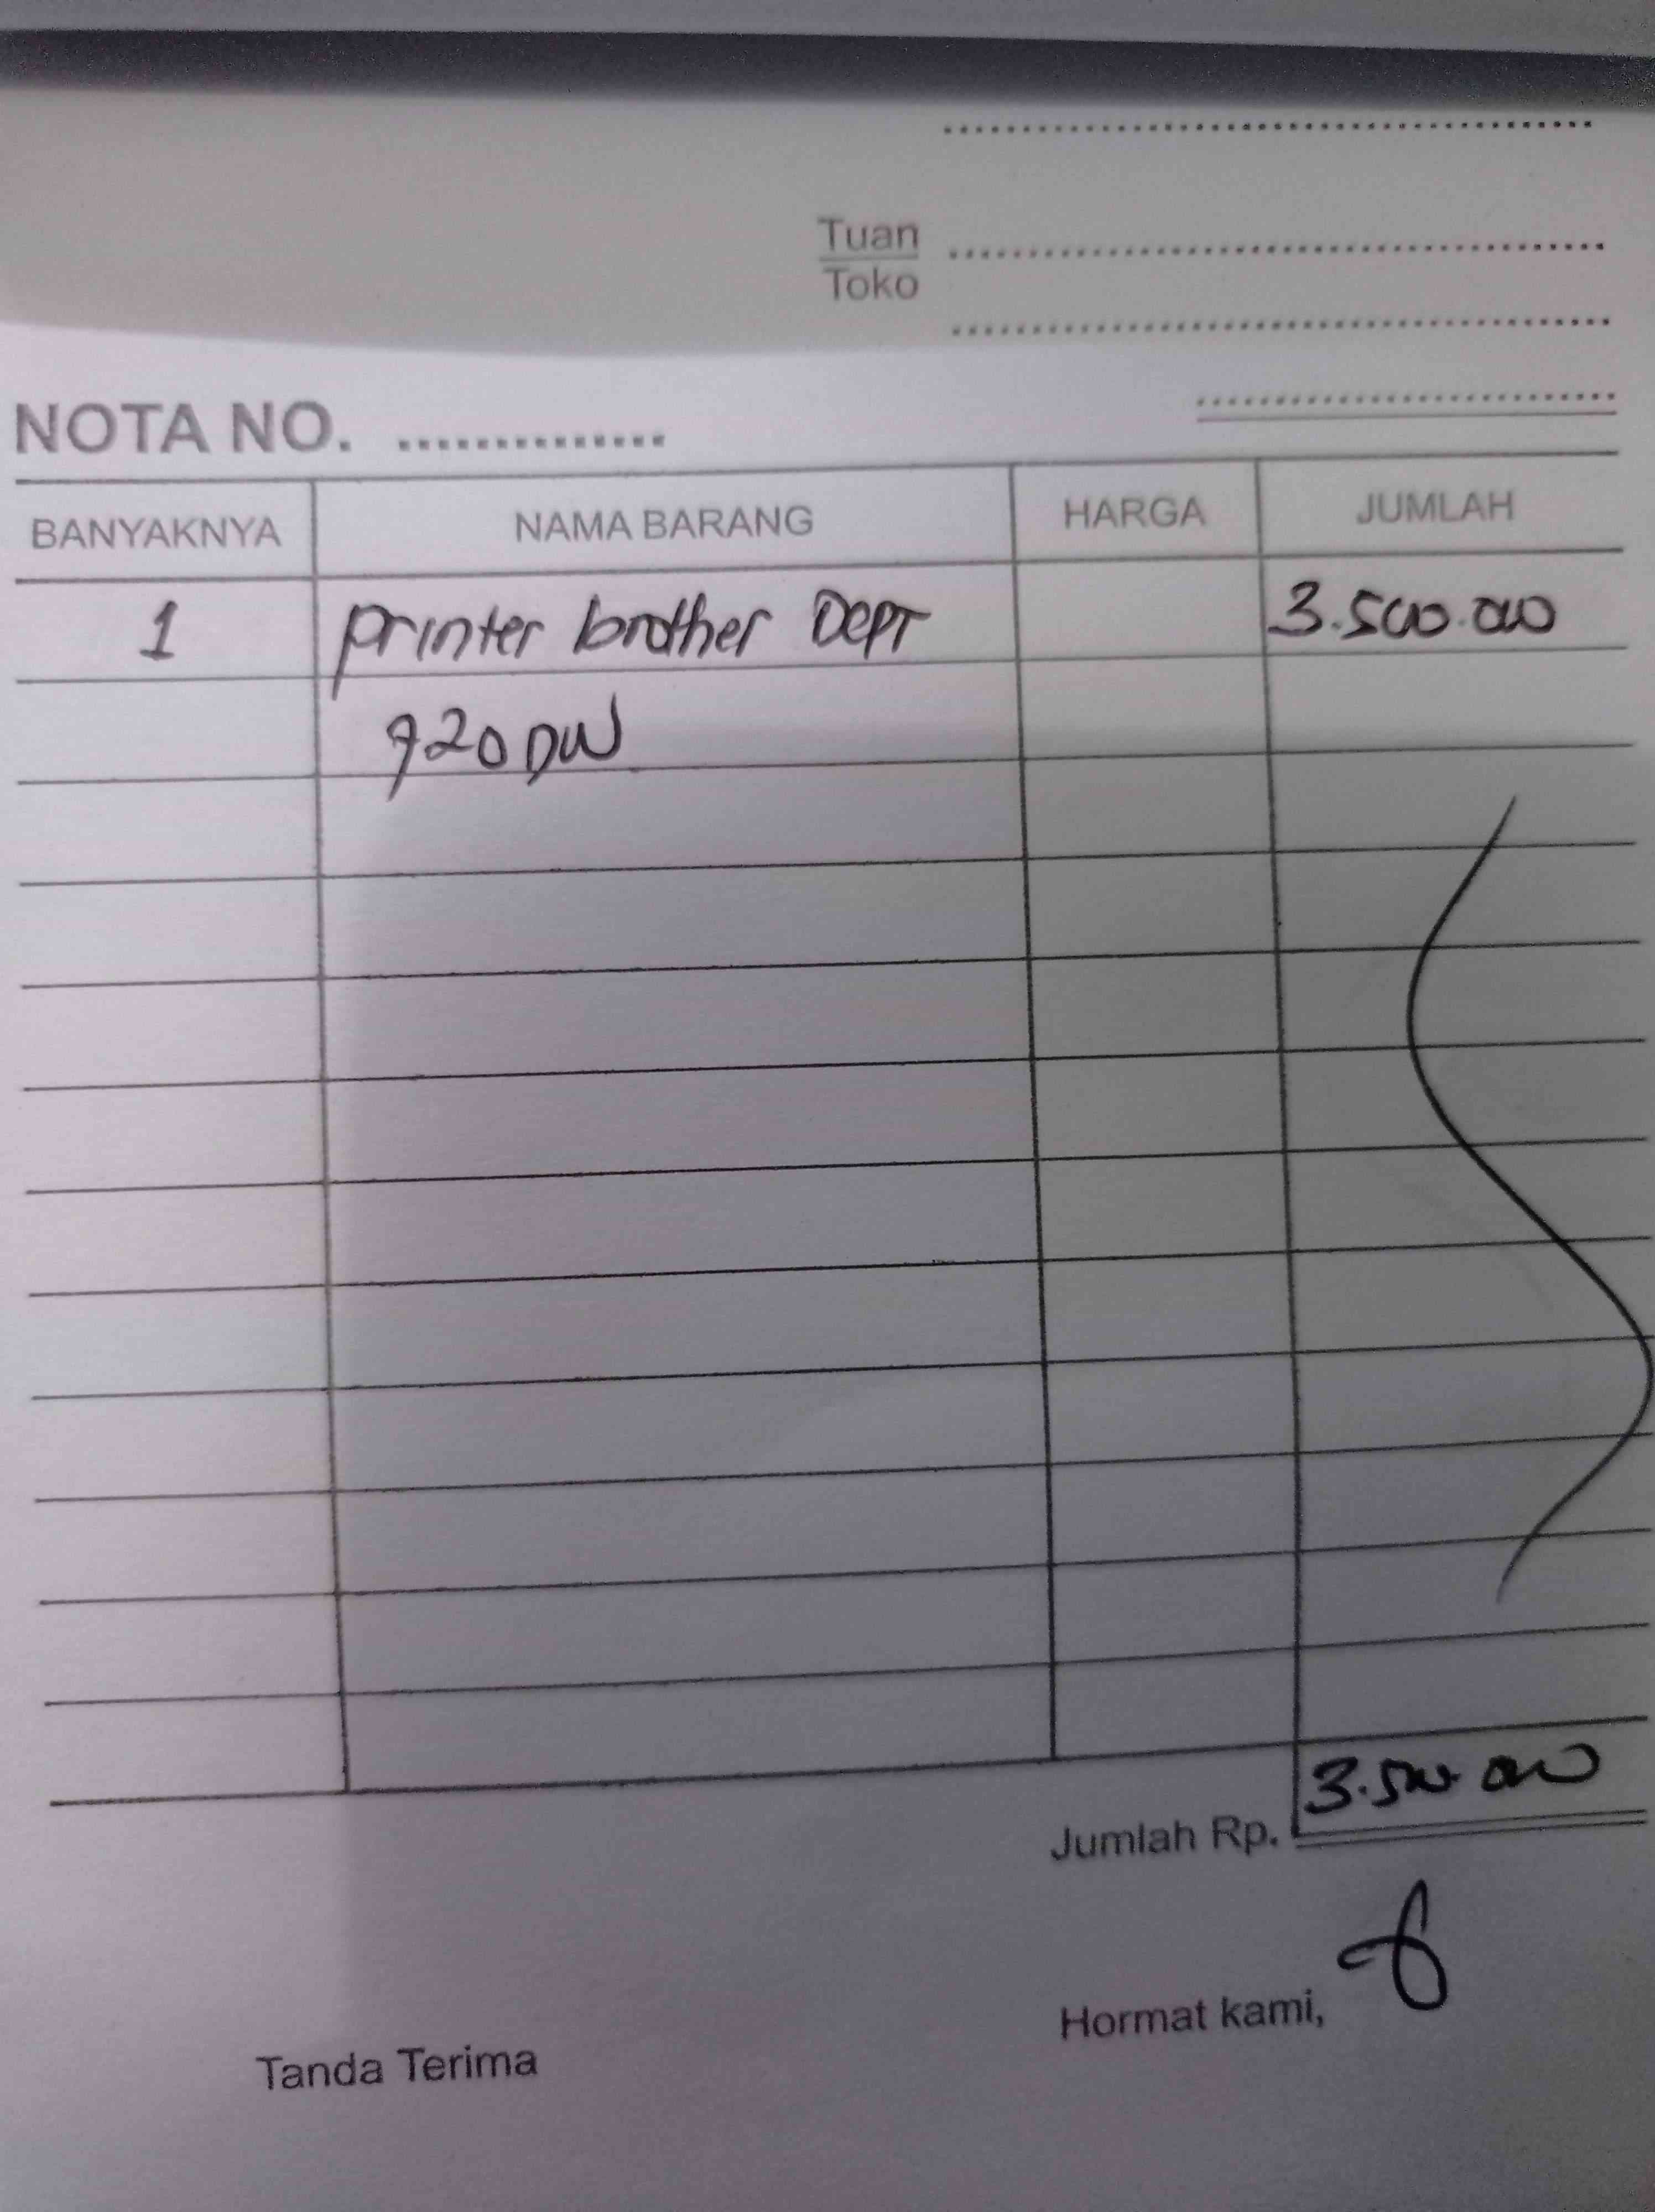 Tuan
Toko
NOTA NO.
BANYAKNYA NAMA BARANG HARGA JUMLAH
1 printer brother DCPT 3.500.000
720 DW
Jumlah Rp. 3.500.000
Hormat kami,
Tanda Terima